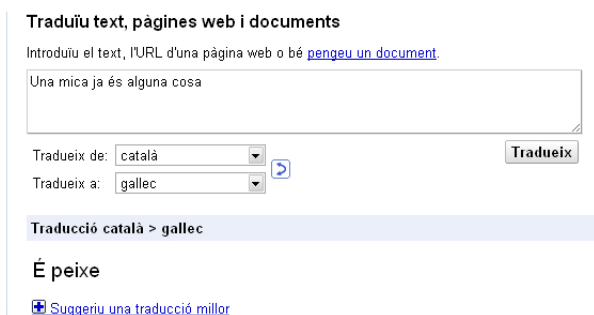 Traduïu text, pàgines web i documents
Introduïu el text, l'URL d'una pàgina web o bé pengeu un document.
Una mica ja és alguna cosa
Tradueix de: català
Tradueix
Tradueix a: gallec
Traducció català > gallec
É peixe
Suggeriu una traducció millor